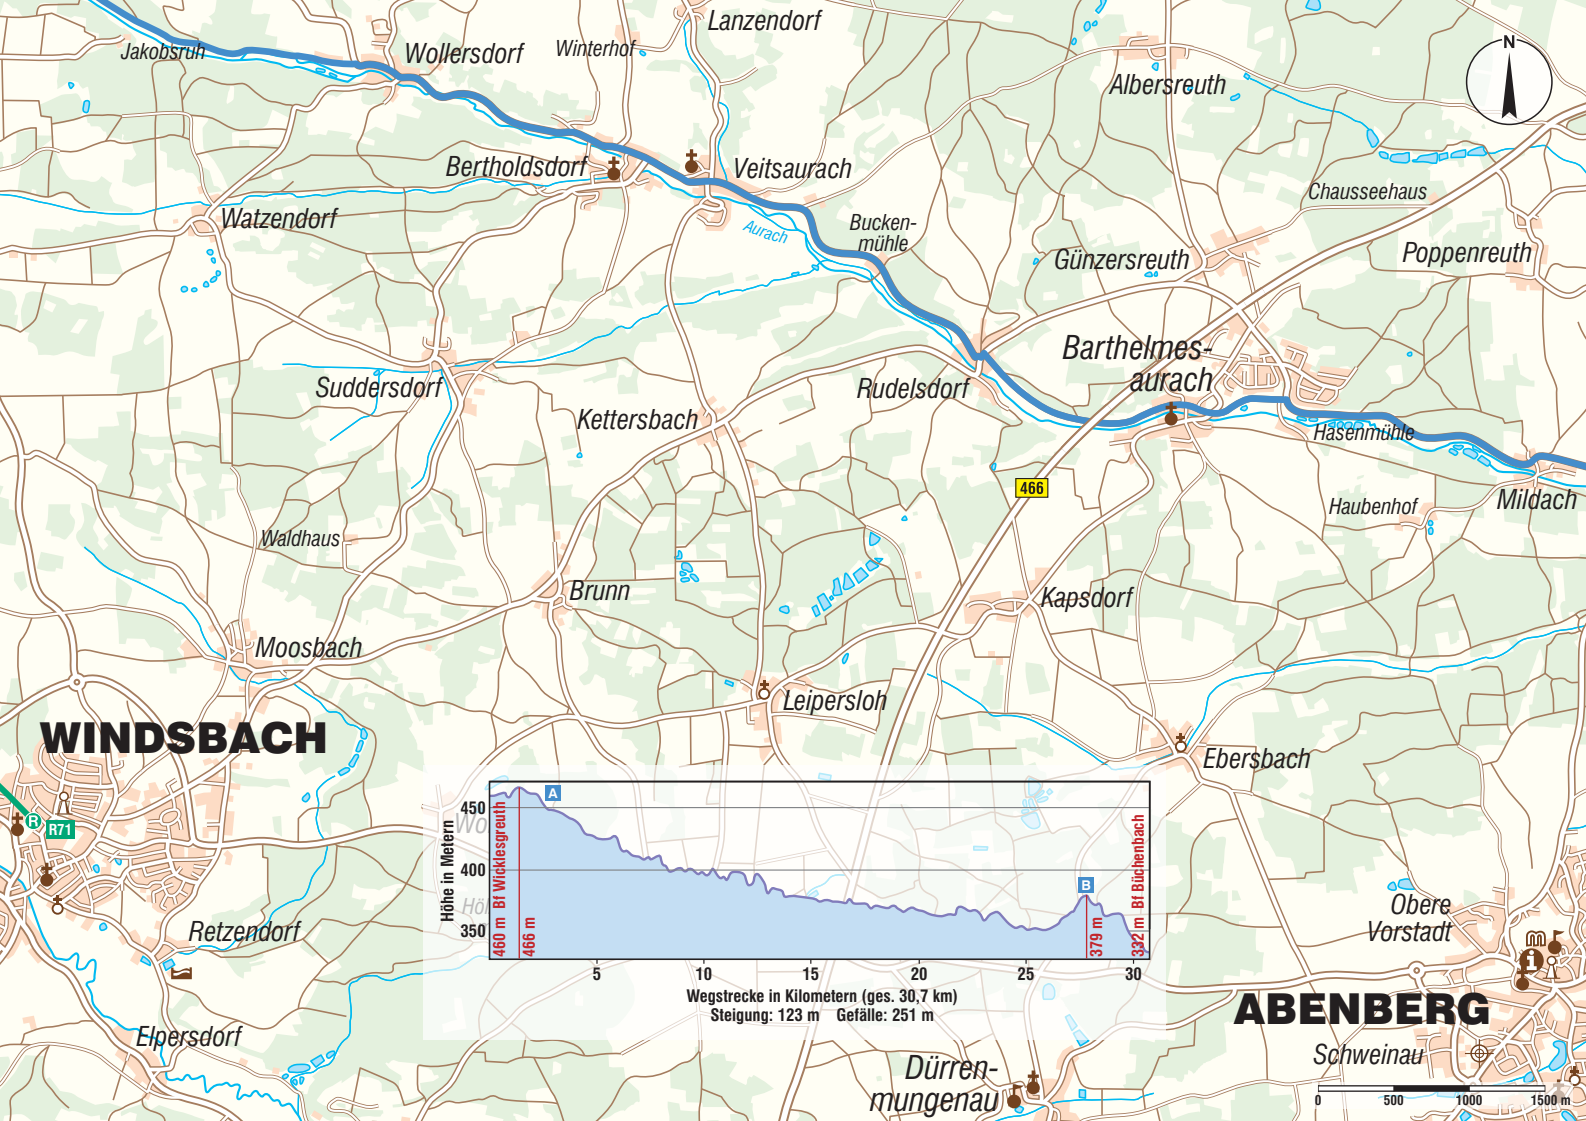 Lanzendorf
Jakobsruh
Wollersdorf
Winterhof
N
Albersreuth
Bertholdsdorf
Veitsaurach
Watzendorf
Aurach
Bucken-
mühle
Chausseehaus
Günzersreuth
Poppenreuth
Barthelmes-
aurach
Suddersdorf
Rudelsdorf
Kettersbach
Hasenmühle
466
Mildach
Haubenhof
Waldhaus
Brunn
Kapsdorf
Moosbach
Leipersloh
WINDSBACH
Ebersbach
R
R71
Retzendorf
Elpersdorf
Höhe in Metern
450
400
350
460 m Bf Wicklesgreuth
466 m
A
B
379 m
332 m Bf Büchenbach
5 10 15 20 25 30
Wegstrecke in Kilometern (ges. 30,7 km)
Steigung: 123 m Gefälle: 251 m
Obere
Vorstadt
m
i
ABENBERG
Schweinau
Dürren-
mungenau
0 500 1000 1500 m